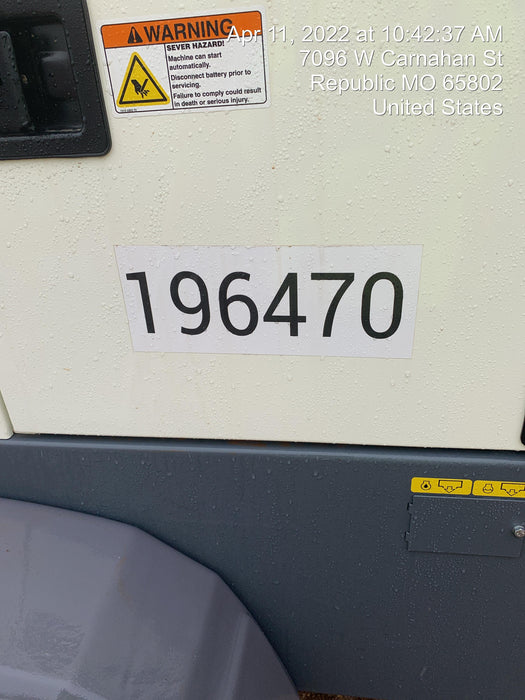 WARNING
SEVER HAZARD!
Machine can start
automatically.
Disconnect battery prior to
servicing.
Failure to comply could result
in death or serious injury.
Apr 11, 2022 at 10:42:37 AM
7096 W Carnahan St
Republic MO 65802
United States
196470